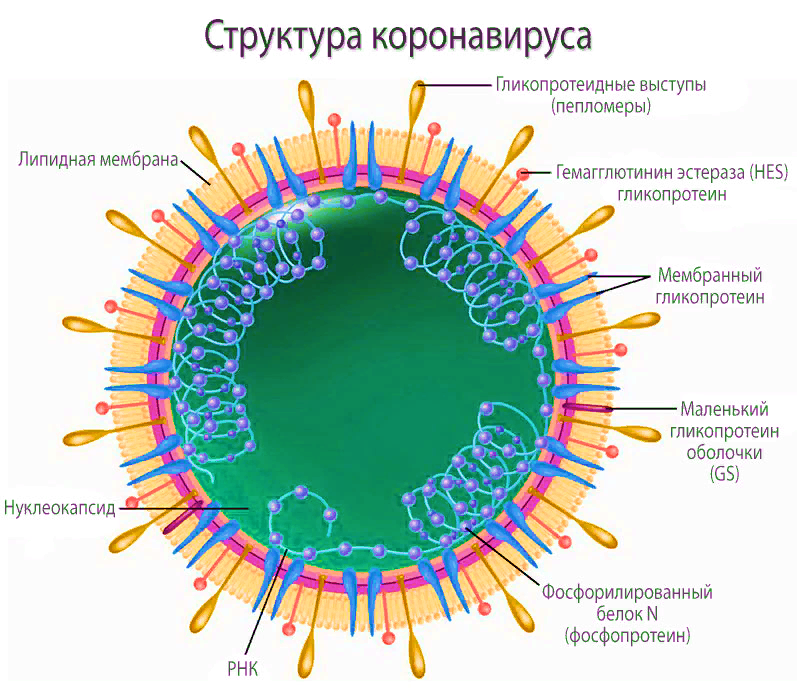 Структура коронавируса
Гликопротеидные выступы
(пепломеры)
Липидная мембрана
Гемагглютинин эстераза (HES)
гликопротеин
Мембранный
гликопротеин
Маленький
гликопротеин
оболочки
(GS)
Нуклеокапсид
Фосфорилированный
белок N
(фосфопротеин)
РНК